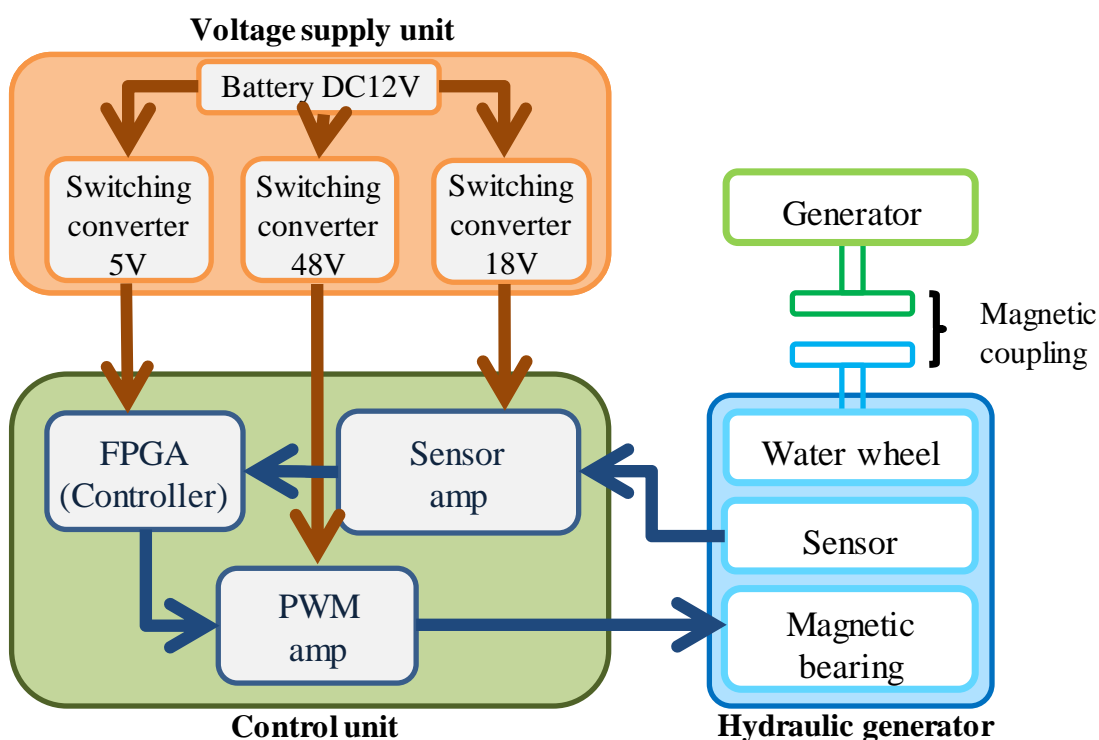 Voltage supply unit
Battery DC12V
Switching
converter
5V
Switching
converter
48V
Switching
converter
18V
Generator
Magnetic
coupling
FPGA
(Controller)
Sensor
amp
PWM
amp
Water wheel
Sensor
Magnetic
bearing
Control unit
Hydraulic generator